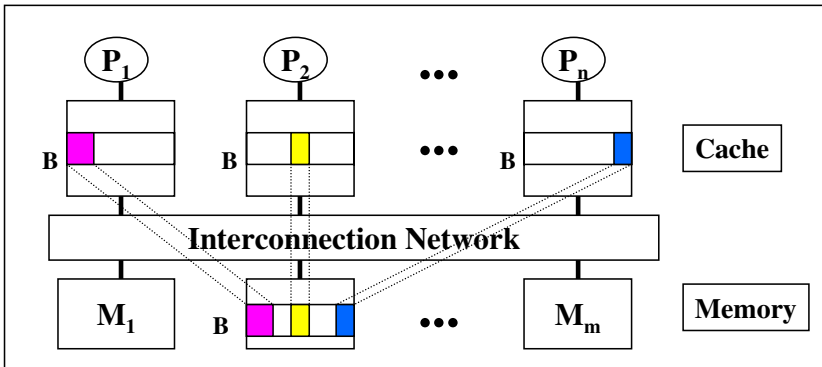 P1 P2 ••• Pn
B B ••• B Cache
Interconnection Network
M1 B ••• Mm Memory